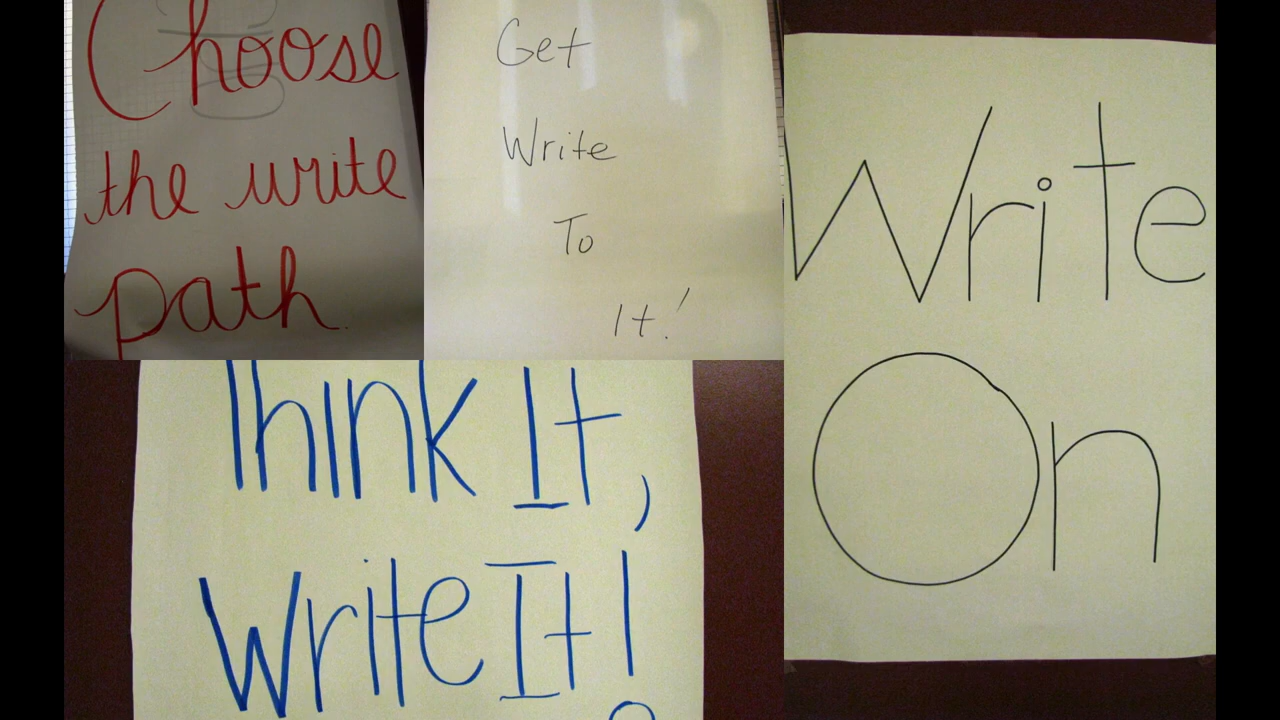 Choose
the write
path.
Get
Write
To
It!
Think It,
Write It!
Write
On